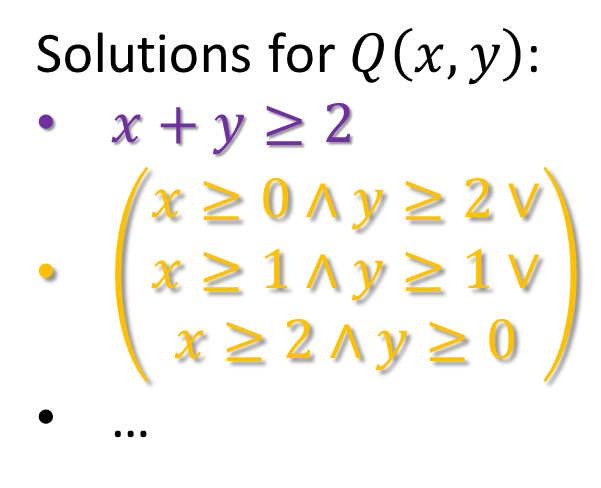 Solutions for Q(x, y):
• x + y ≥ 2
x ≥ 0 ∧ y ≥ 2 ∨
• ( x ≥ 1 ∧ y ≥ 1 ∨ )
x ≥ 2 ∧ y ≥ 0
• ...